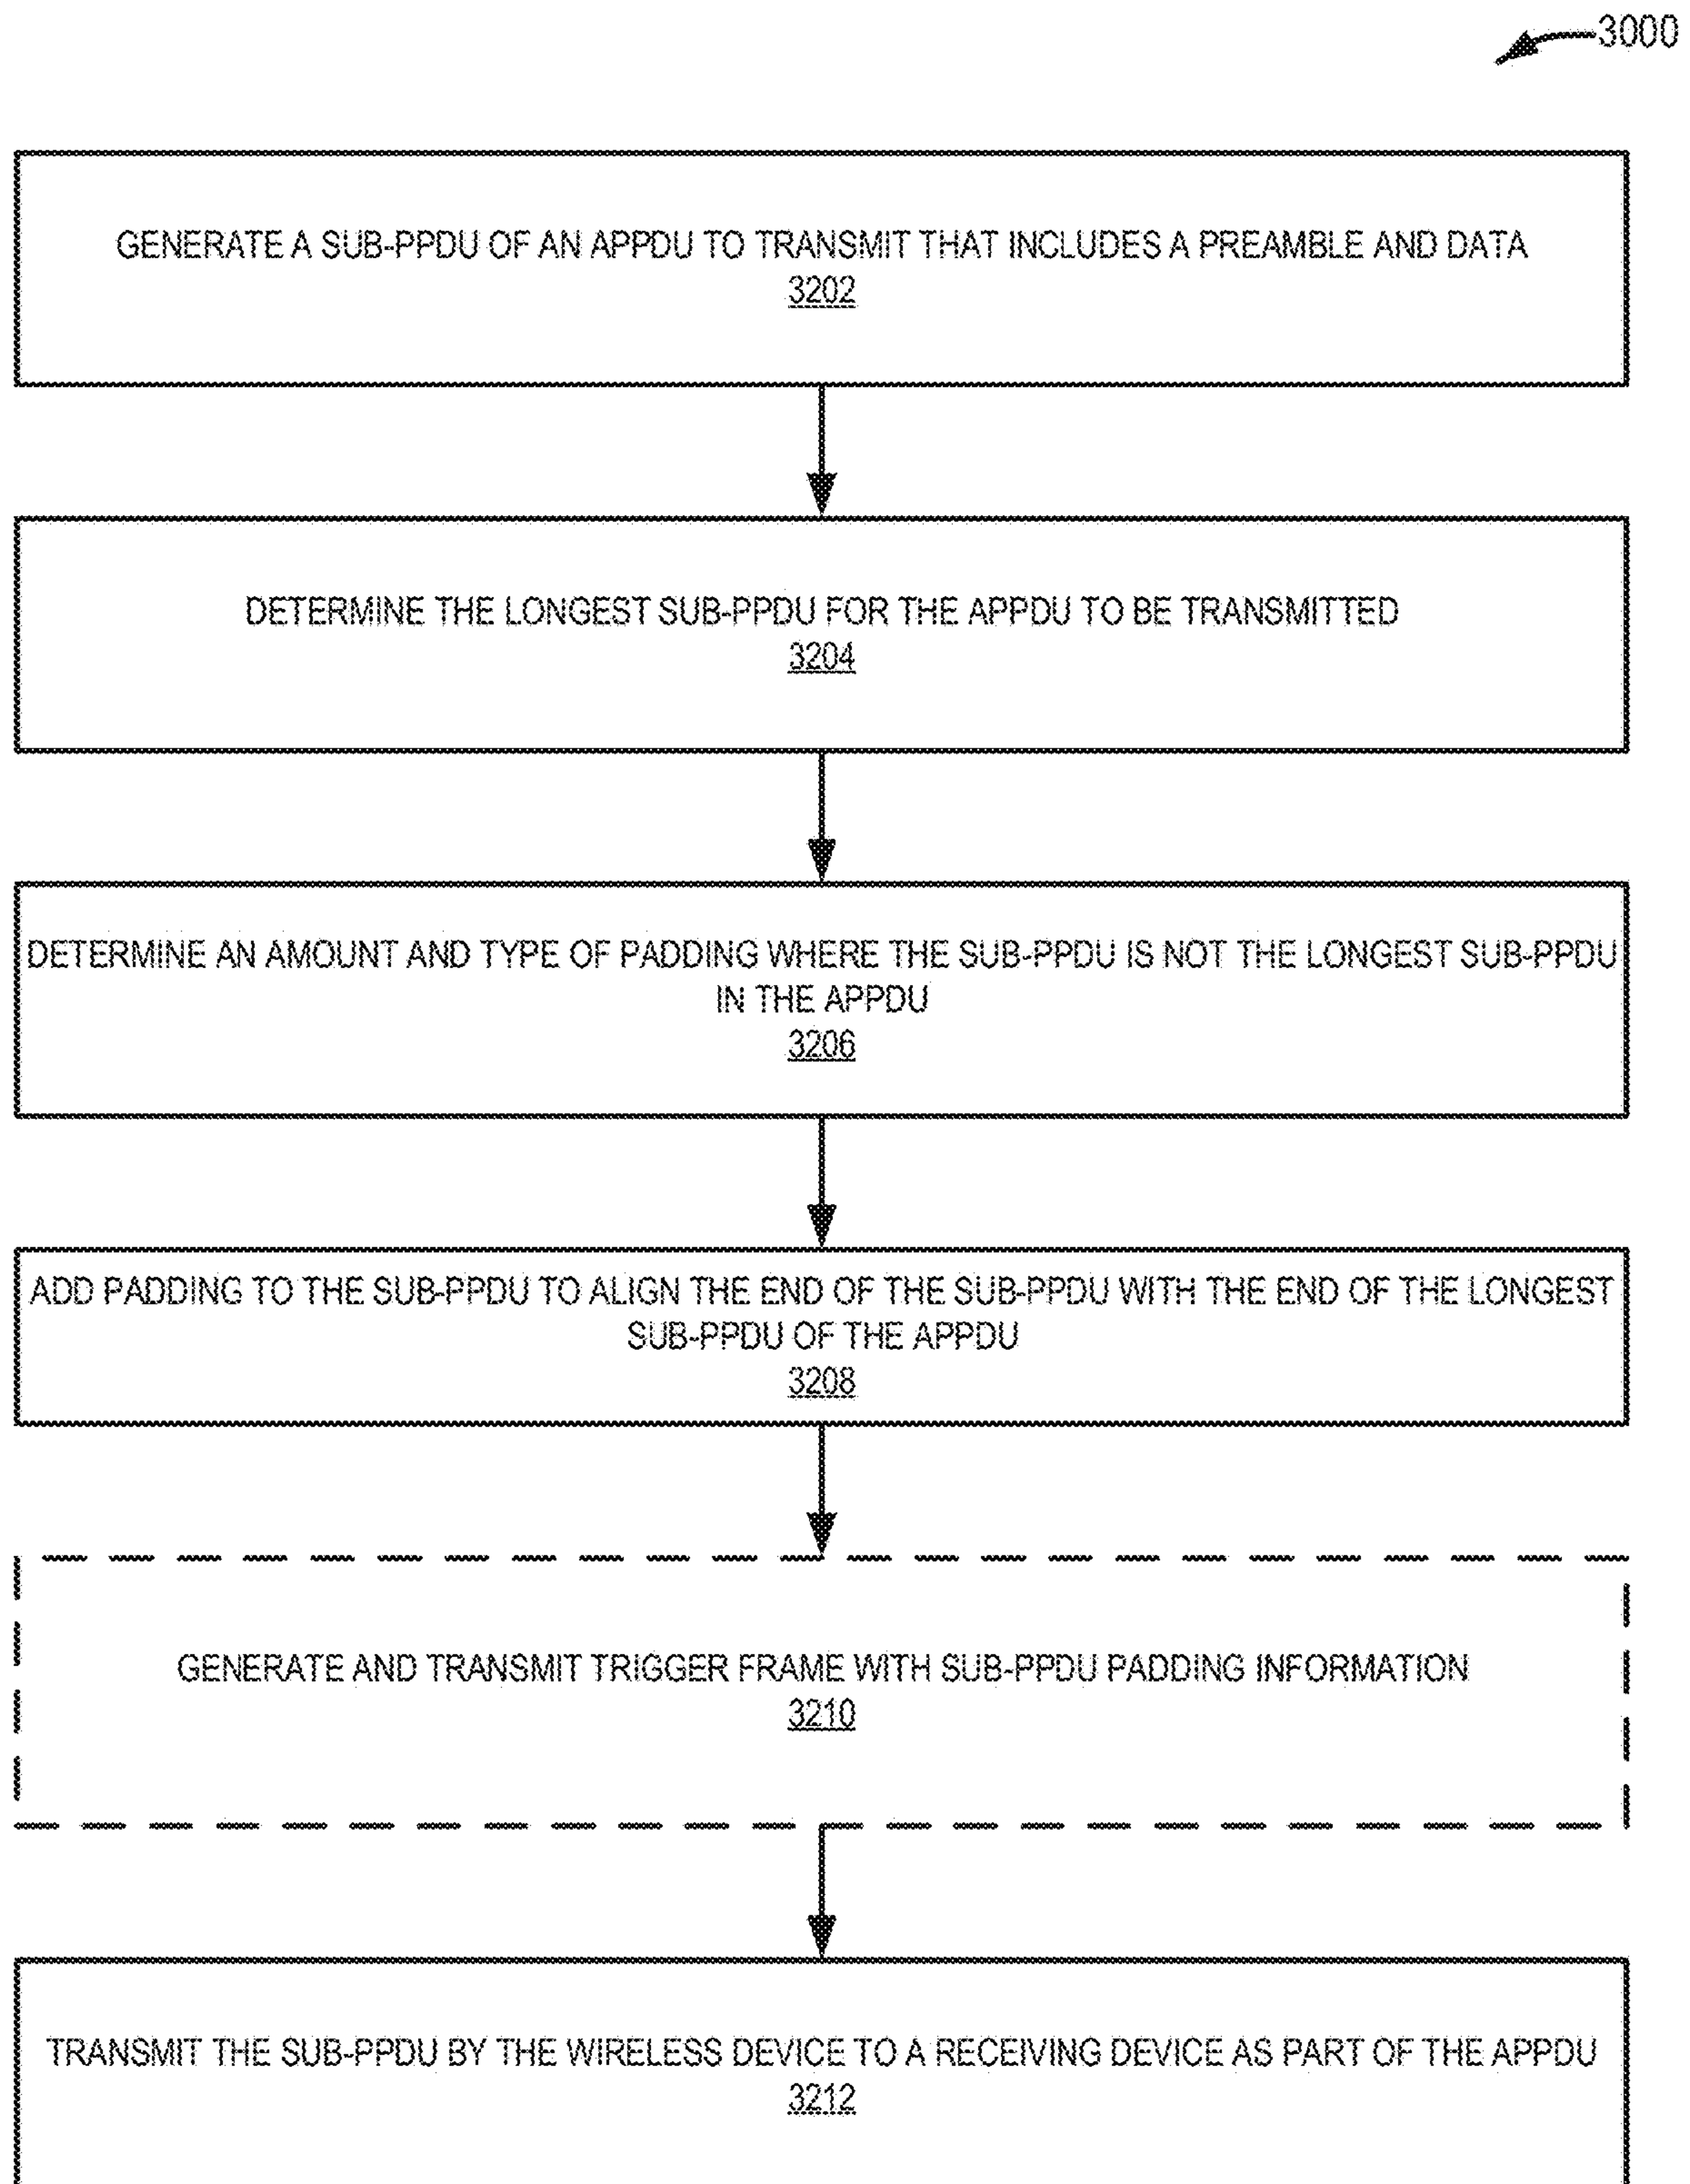 3000
GENERATE A SUB-PPDU OF AN APPDU TO TRANSMIT THAT INCLUDES A PREAMBLE AND DATA
3202
DETERMINE THE LONGEST SUB-PPDU FOR THE APPDU TO BE TRANSMITTED
3204
DETERMINE AN AMOUNT AND TYPE OF PADDING WHERE THE SUB-PPDU IS NOT THE LONGEST SUB-PPDU
IN THE APPDU
3206
ADD PADDING TO THE SUB-PPDU TO ALIGN THE END OF THE SUB-PPDU WITH THE END OF THE LONGEST
SUB-PPDU OF THE APPDU
3208
GENERATE AND TRANSMIT TRIGGER FRAME WITH SUB-PPDU PADDING INFORMATION
3210
TRANSMIT THE SUB-PPDU BY THE WIRELESS DEVICE TO A RECEIVING DEVICE AS PART OF THE APPDU
3212